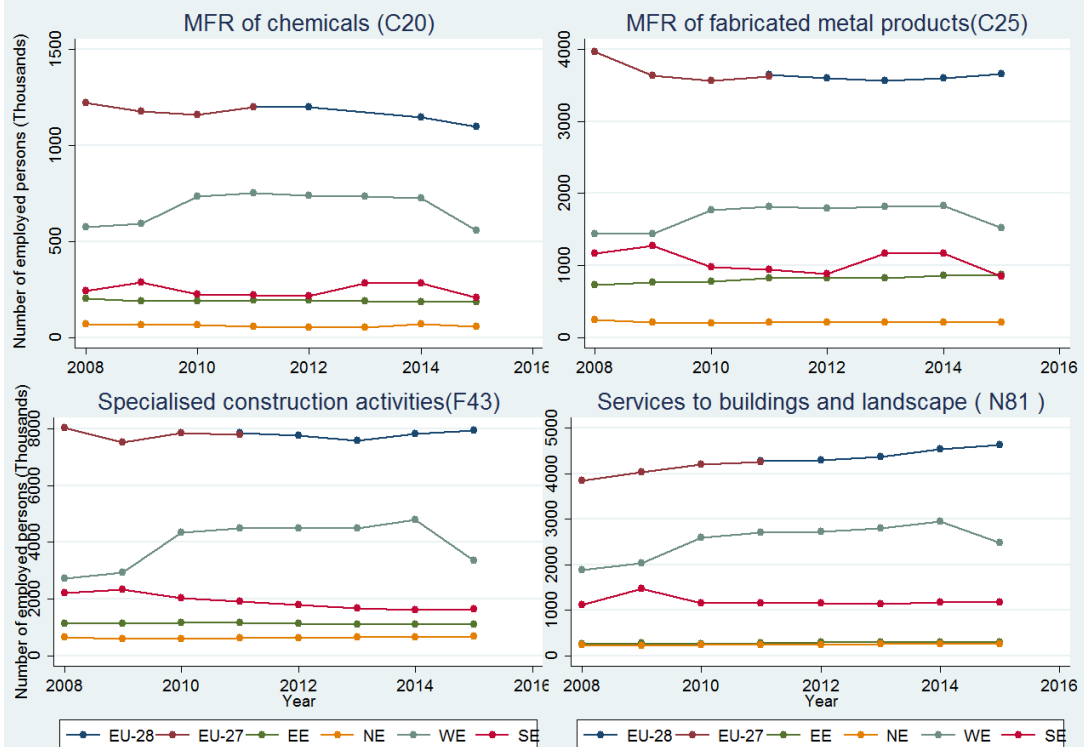 MFR of chemicals (C20)
MFR of fabricated metal products(C25)
Number of employed persons (Thousands)
1500
1000
500
0
2008 2010 2012 2014 2016
4000
3000
2000
1000
0
2008 2010 2012 2014 2016
Specialised construction activities(F43)
Services to buildings and landscape ( N81 )
Number of employed persons (Thousands)
8000
6000
4000
2000
0
2008 2010 2012 2014 2016
Year
5000
4000
3000
2000
1000
0
2008 2010 2012 2014 2016
Year
EU-28 EU-27 EE NE WE SE
EU-28 EU-27 EE NE WE SE